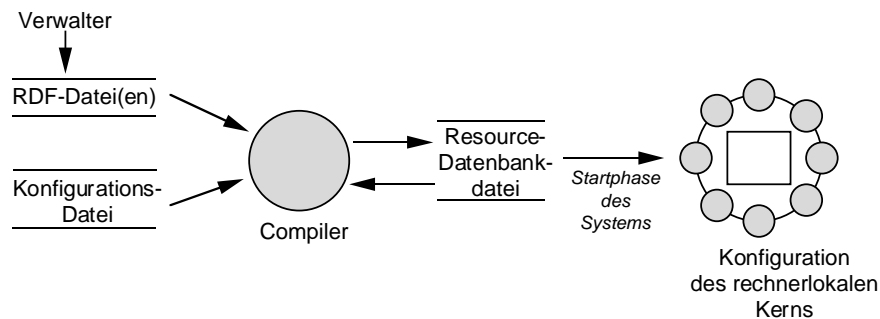 Verwalter
RDF-Datei(en)
Konfigurations-
Datei
Compiler
Resource-
Datenbank-
datei
Startphase
des
Systems
Konfiguration
des rechnerlokalen
Kerns